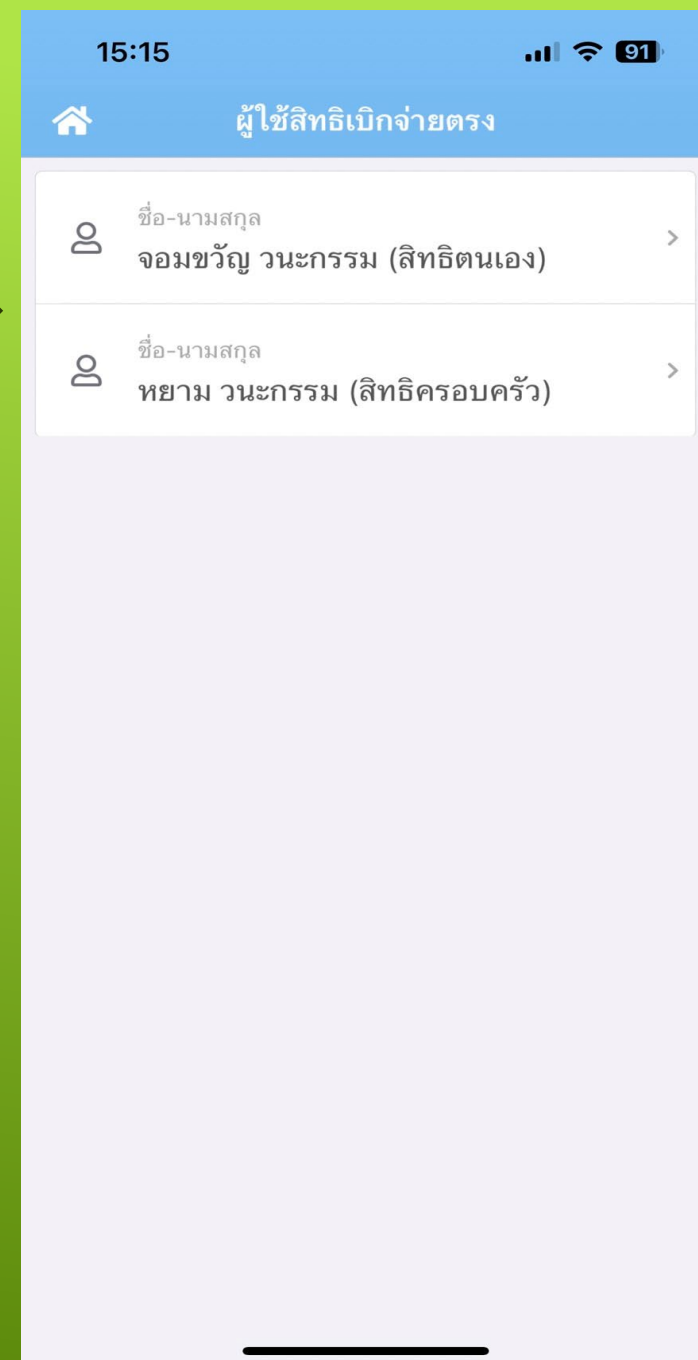 15:15
91
ผู้ใช้สิทธิเบิกจ่ายตรง
ชื่อ-นามสกุล
จอมขวัญ วนะกรรม (สิทธิตนเอง)
ชื่อ-นามสกุล
หยาม วนะกรรม (สิทธิครอบครัว)